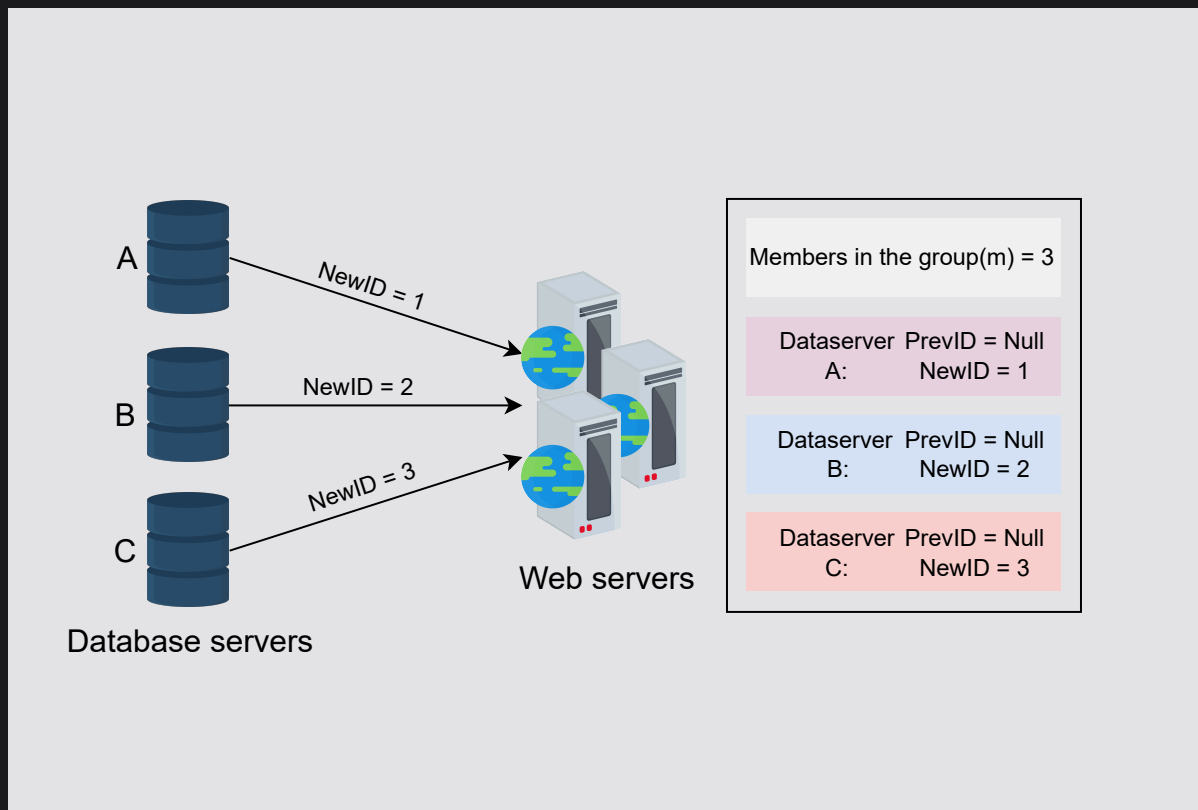 A
NewID = 1
B
NewID = 2
C
NewID = 3
Database servers
Web servers
Members in the group(m) = 3
Dataserver PrevID = Null
A: NewID = 1
Dataserver PrevID = Null
B: NewID = 2
Dataserver PrevID = Null
C: NewID = 3